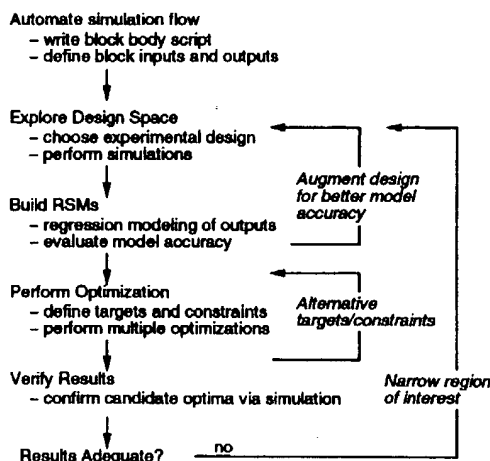 Automate simulation flow
– write block body script
– define block inputs and outputs
Explore Design Space
– choose experimental design
– perform simulations
Augment design
for better model
accuracy
Build RSMs
– regression modeling of outputs
– evaluate model accuracy
Perform Optimization
– define targets and constraints
– perform multiple optimizations
Alternative
targets/constraints
Verify Results
– confirm candidate optima via simulation
Narrow region
of interest
Results Adequate?
no